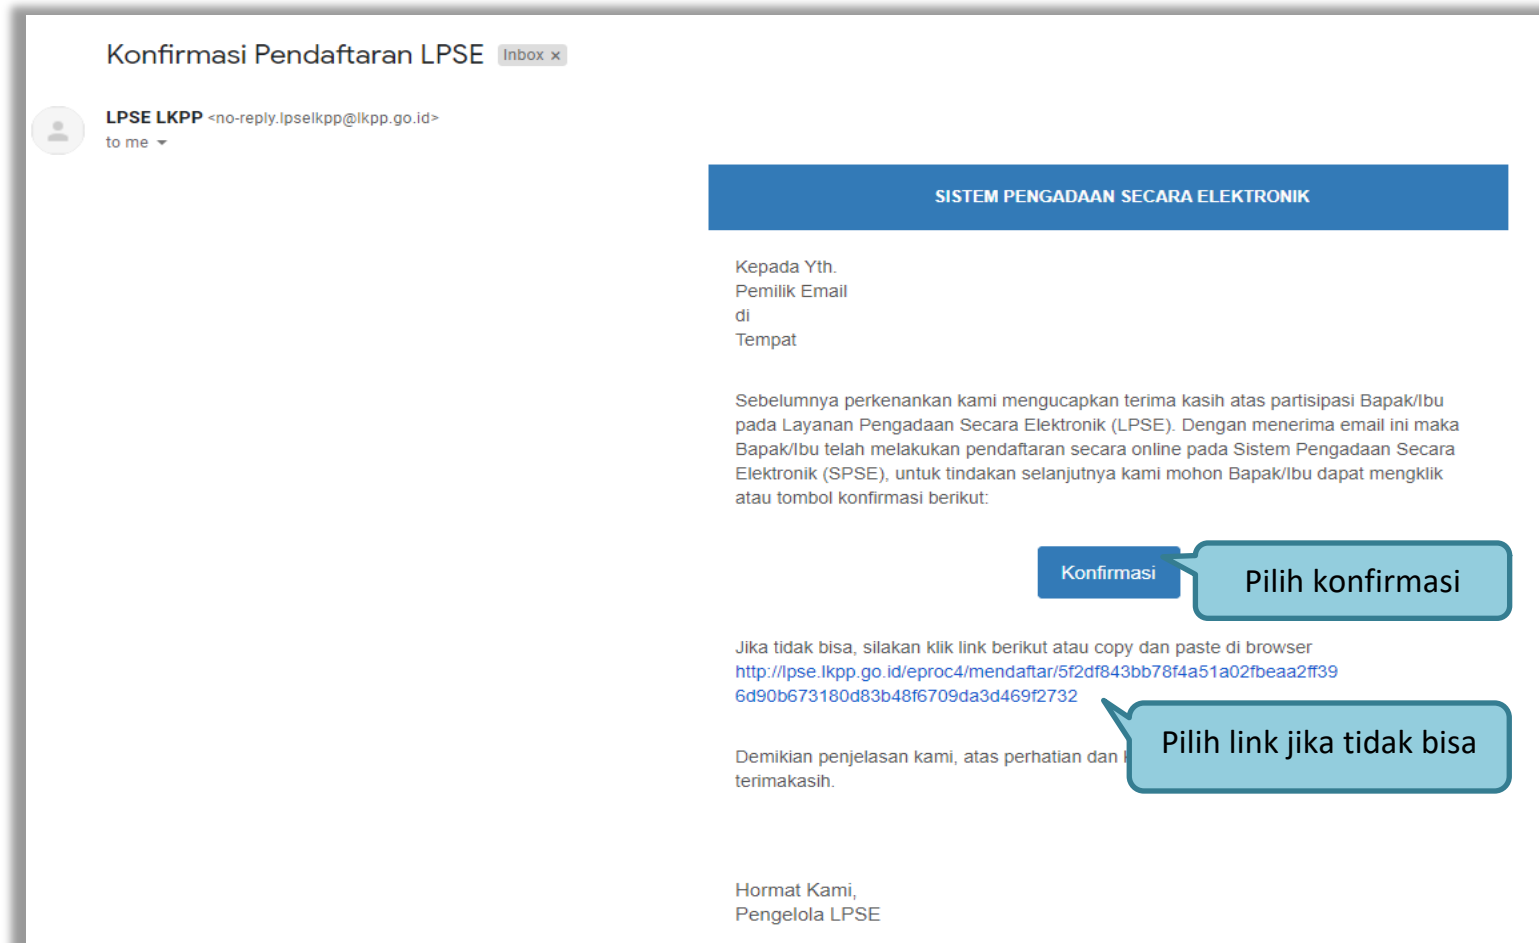 Konfirmasi Pendaftaran LPSE Inbox x
LPSE LKPP <no-reply.lpselkpp@lkpp.go.id>
to me
SISTEM PENGADAAN SECARA ELEKTRONIK
Kepada Yth.
Pemilik Email
di
Tempat
Sebelumnya perkenankan kami mengucapkan terima kasih atas partisipasi Bapak/Ibu
pada Layanan Pengadaan Secara Elektronik (LPSE). Dengan menerima email ini maka
Bapak/Ibu telah melakukan pendaftaran secara online pada Sistem Pengadaan Secara
Elektronik (SPSE), untuk tindakan selanjutnya kami mohon Bapak/Ibu dapat mengklik
atau tombol konfirmasi berikut:
Konfirmasi
Pilih konfirmasi
Jika tidak bisa, silakan klik link berikut atau copy dan paste di browser
http://lpse.lkpp.go.id/eproc4/mendaftar/5f2df843bb78f4a51a02fbeaa2ff39
6d90b673180d83b48f6709da3d469f2732
Pilih link jika tidak bisa
Demikian penjelasan kami, atas perhatian dan
terimakasih.
Hormat Kami,
Pengelola LPSE